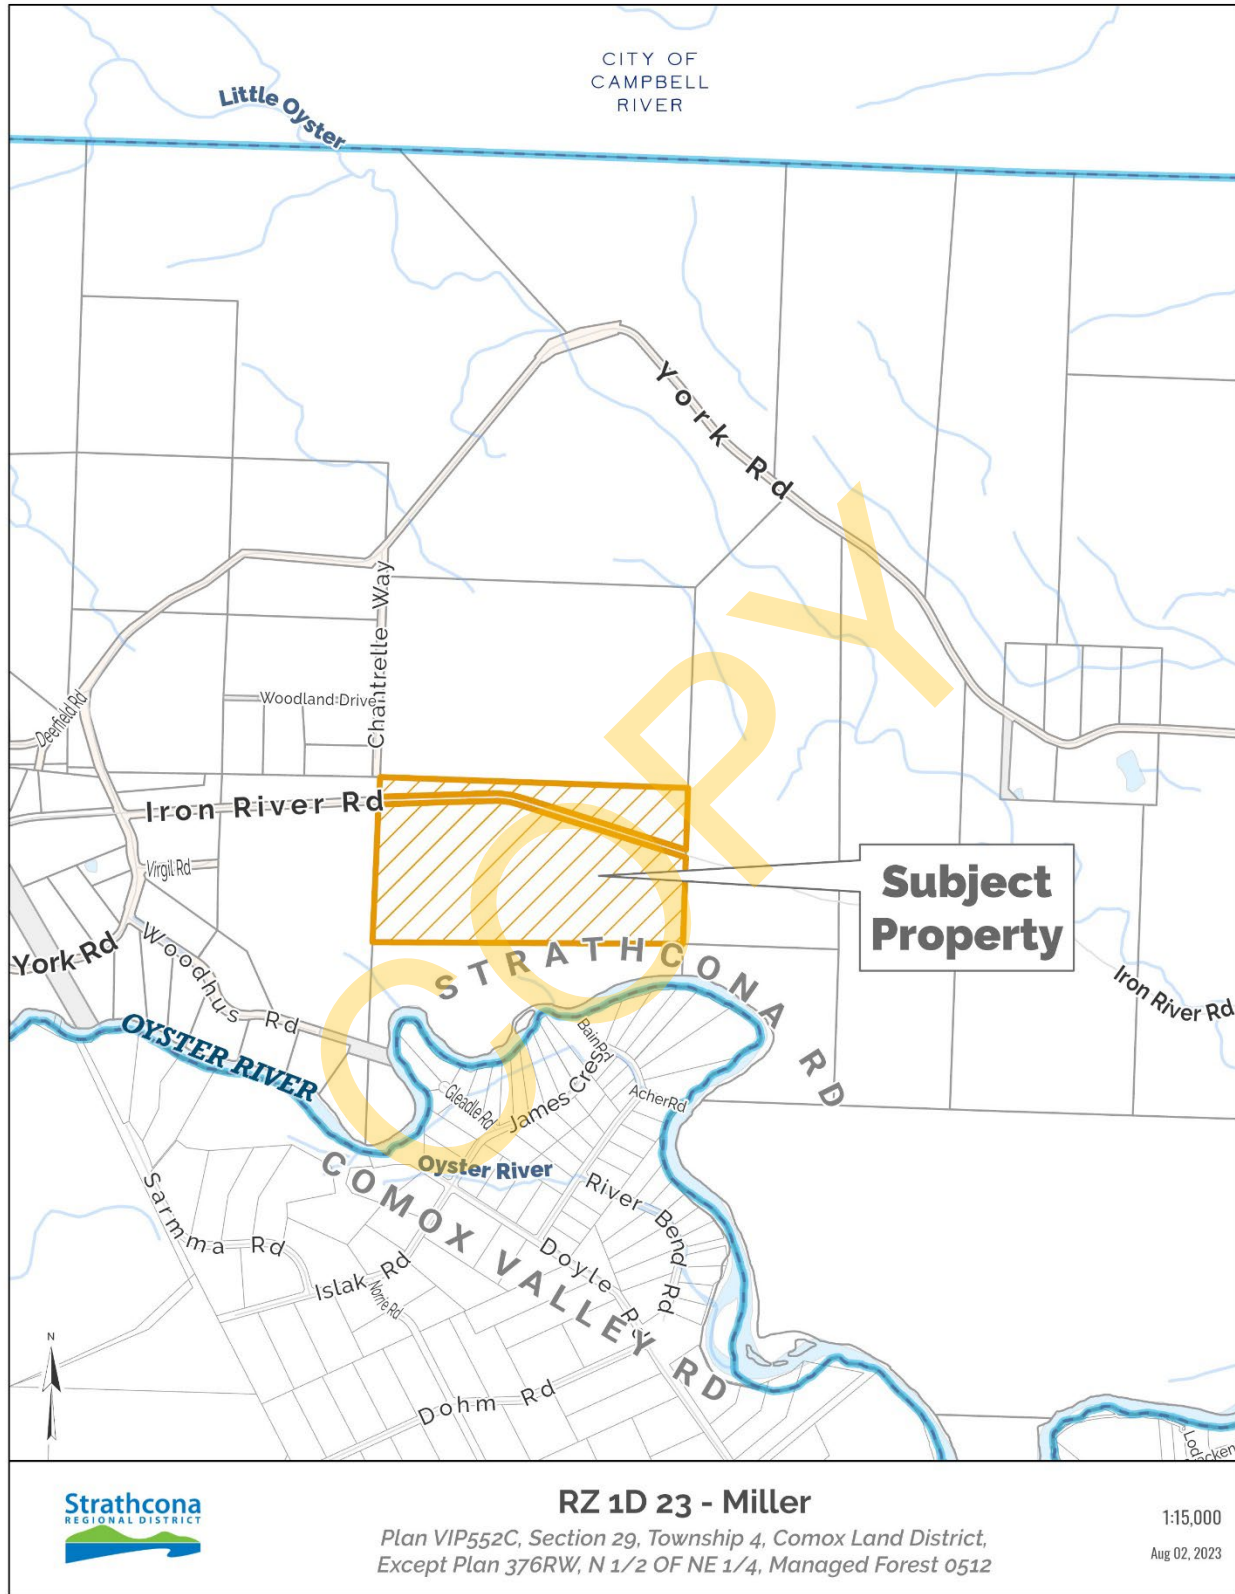 CITY OF
CAMPBELL
RIVER
Little Oyster
York Rd
Chantrelle Way
Woodland Drive
Deerfield Rd
Iron River Rd
Virgil Rd
Subject
Property
York Rd
Woodhus Rd
STRATHCONA RD
Iron River Rd
OYSTER RIVER
Bain Rd
Gleadle Rd
James Cres
Acher Rd
Oyster River
COMOX VALLEY RD
River Bend Rd
Sarmma Rd
Islak Rd
Norrie Rd
Doyle Rd
Dohm Rd
N
COPY
Strathcona
REGIONAL DISTRICT
RZ 1D 23 - Miller
Plan VIP552C, Section 29, Township 4, Comox Land District,
Except Plan 376RW, N 1/2 OF NE 1/4, Managed Forest 0512
1:15,000
Aug 02, 2023